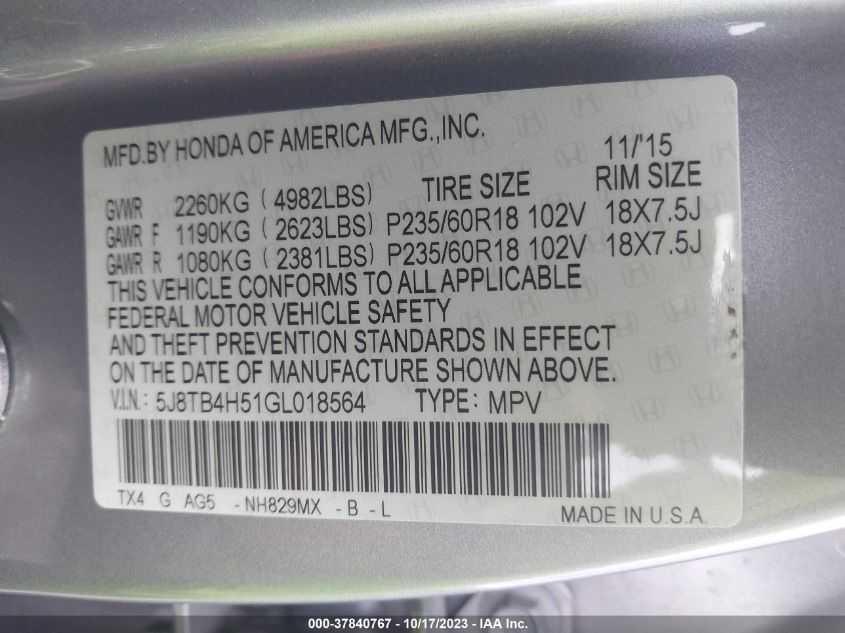 MFD.BY HONDA OF AMERICA MFG.,INC. 11/'15
GVWR 2260KG ( 4982LBS) TIRE SIZE RIM SIZE
GAWR F 1190KG ( 2623LBS) P235/60R18 102V 18X7.5J
GAWR R 1080KG ( 2381LBS) P235/60R18 102V 18X7.5J
THIS VEHICLE CONFORMS TO ALL APPLICABLE
FEDERAL MOTOR VEHICLE SAFETY
AND THEFT PREVENTION STANDARDS IN EFFECT
ON THE DATE OF MANUFACTURE SHOWN ABOVE.
V.I.N.: 5J8TB4H51GL018564 TYPE: MPV
TX4 G AG5 -NH829MX -B -L MADE IN U.S.A.
000-37840767 - 10/17/2023 - IAAI.com